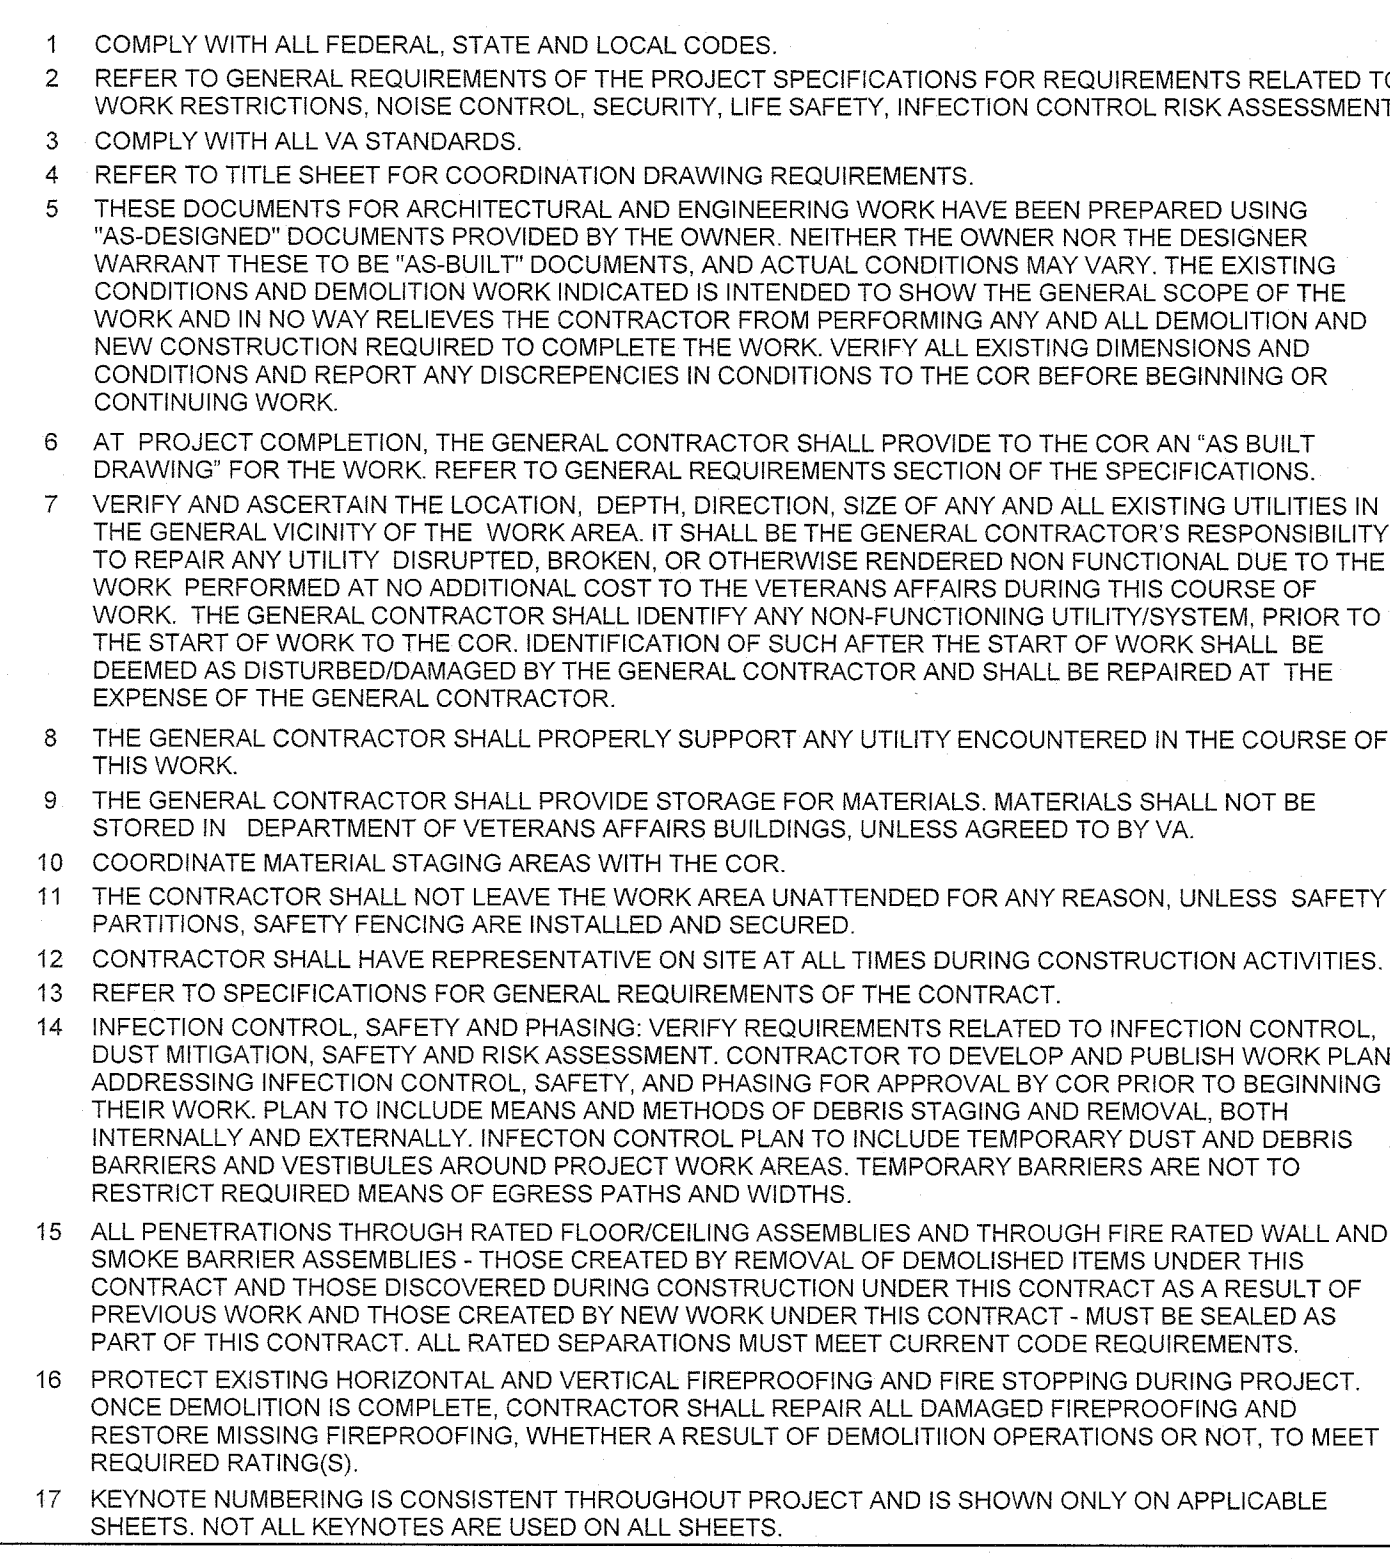 1 COMPLY WITH ALL FEDERAL, STATE AND LOCAL CODES.
2 REFER TO GENERAL REQUIREMENTS OF THE PROJECT SPECIFICATIONS FOR REQUIREMENTS RELATED TO
WORK RESTRICTIONS, NOISE CONTROL, SECURITY, LIFE SAFETY, INFECTION CONTROL RISK ASSESSMENT
3 COMPLY WITH ALL VA STANDARDS.
4 REFER TO TITLE SHEET FOR COORDINATION DRAWING REQUIREMENTS.
5 THESE DOCUMENTS FOR ARCHITECTURAL AND ENGINEERING WORK HAVE BEEN PREPARED USING
"AS-DESIGNED" DOCUMENTS PROVIDED BY THE OWNER. NEITHER THE OWNER NOR THE DESIGNER
WARRANT THESE TO BE "AS-BUILT" DOCUMENTS, AND ACTUAL CONDITIONS MAY VARY. THE EXISTING
CONDITIONS AND DEMOLITION WORK INDICATED IS INTENDED TO SHOW THE GENERAL SCOPE OF THE
WORK AND IN NO WAY RELIEVES THE CONTRACTOR FROM PERFORMING ANY AND ALL DEMOLITION AND
NEW CONSTRUCTION REQUIRED TO COMPLETE THE WORK. VERIFY ALL EXISTING DIMENSIONS AND
CONDITIONS AND REPORT ANY DISCREPENCIES IN CONDITIONS TO THE COR BEFORE BEGINNING OR
CONTINUING WORK.
6 AT PROJECT COMPLETION, THE GENERAL CONTRACTOR SHALL PROVIDE TO THE COR AN “AS BUILT
DRAWING” FOR THE WORK. REFER TO GENERAL REQUIREMENTS SECTION OF THE SPECIFICATIONS.
7 VERIFY AND ASCERTAIN THE LOCATION, DEPTH, DIRECTION, SIZE OF ANY AND ALL EXISTING UTILITIES IN
THE GENERAL VICINITY OF THE WORK AREA. IT SHALL BE THE GENERAL CONTRACTOR'S RESPONSIBILITY
TO REPAIR ANY UTILITY DISRUPTED, BROKEN, OR OTHERWISE RENDERED NON FUNCTIONAL DUE TO THE
WORK PERFORMED AT NO ADDITIONAL COST TO THE VETERANS AFFAIRS DURING THIS COURSE OF
WORK. THE GENERAL CONTRACTOR SHALL IDENTIFY ANY NON-FUNCTIONING UTILITY/SYSTEM, PRIOR TO
THE START OF WORK TO THE COR. IDENTIFICATION OF SUCH AFTER THE START OF WORK SHALL BE
DEEMED AS DISTURBED/DAMAGED BY THE GENERAL CONTRACTOR AND SHALL BE REPAIRED AT THE
EXPENSE OF THE GENERAL CONTRACTOR.
8 THE GENERAL CONTRACTOR SHALL PROPERLY SUPPORT ANY UTILITY ENCOUNTERED IN THE COURSE OF
THIS WORK.
9 THE GENERAL CONTRACTOR SHALL PROVIDE STORAGE FOR MATERIALS. MATERIALS SHALL NOT BE
STORED IN DEPARTMENT OF VETERANS AFFAIRS BUILDINGS, UNLESS AGREED TO BY VA.
10 COORDINATE MATERIAL STAGING AREAS WITH THE COR.
11 THE CONTRACTOR SHALL NOT LEAVE THE WORK AREA UNATTENDED FOR ANY REASON, UNLESS SAFETY
PARTITIONS, SAFETY FENCING ARE INSTALLED AND SECURED.
12 CONTRACTOR SHALL HAVE REPRESENTATIVE ON SITE AT ALL TIMES DURING CONSTRUCTION ACTIVITIES.
13 REFER TO SPECIFICATIONS FOR GENERAL REQUIREMENTS OF THE CONTRACT.
14 INFECTION CONTROL, SAFETY AND PHASING: VERIFY REQUIREMENTS RELATED TO INFECTION CONTROL,
DUST MITIGATION, SAFETY AND RISK ASSESSMENT. CONTRACTOR TO DEVELOP AND PUBLISH WORK PLAN
ADDRESSING INFECTION CONTROL, SAFETY, AND PHASING FOR APPROVAL BY COR PRIOR TO BEGINNING
THEIR WORK. PLAN TO INCLUDE MEANS AND METHODS OF DEBRIS STAGING AND REMOVAL, BOTH
INTERNALLY AND EXTERNALLY. INFECTON CONTROL PLAN TO INCLUDE TEMPORARY DUST AND DEBRIS
BARRIERS AND VESTIBULES AROUND PROJECT WORK AREAS. TEMPORARY BARRIERS ARE NOT TO
RESTRICT REQUIRED MEANS OF EGRESS PATHS AND WIDTHS.
15 ALL PENETRATIONS THROUGH RATED FLOOR/CEILING ASSEMBLIES AND THROUGH FIRE RATED WALL AND
SMOKE BARRIER ASSEMBLIES - THOSE CREATED BY REMOVAL OF DEMOLISHED ITEMS UNDER THIS
CONTRACT AND THOSE DISCOVERED DURING CONSTRUCTION UNDER THIS CONTRACT AS A RESULT OF
PREVIOUS WORK AND THOSE CREATED BY NEW WORK UNDER THIS CONTRACT - MUST BE SEALED AS
PART OF THIS CONTRACT. ALL RATED SEPARATIONS MUST MEET CURRENT CODE REQUIREMENTS.
16 PROTECT EXISTING HORIZONTAL AND VERTICAL FIREPROOFING AND FIRE STOPPING DURING PROJECT.
ONCE DEMOLITION IS COMPLETE, CONTRACTOR SHALL REPAIR ALL DAMAGED FIREPROOFING AND
RESTORE MISSING FIREPROOFING, WHETHER A RESULT OF DEMOLITIION OPERATIONS OR NOT, TO MEET
REQUIRED RATING(S).
17 KEYNOTE NUMBERING IS CONSISTENT THROUGHOUT PROJECT AND IS SHOWN ONLY ON APPLICABLE
SHEETS. NOT ALL KEYNOTES ARE USED ON ALL SHEETS.